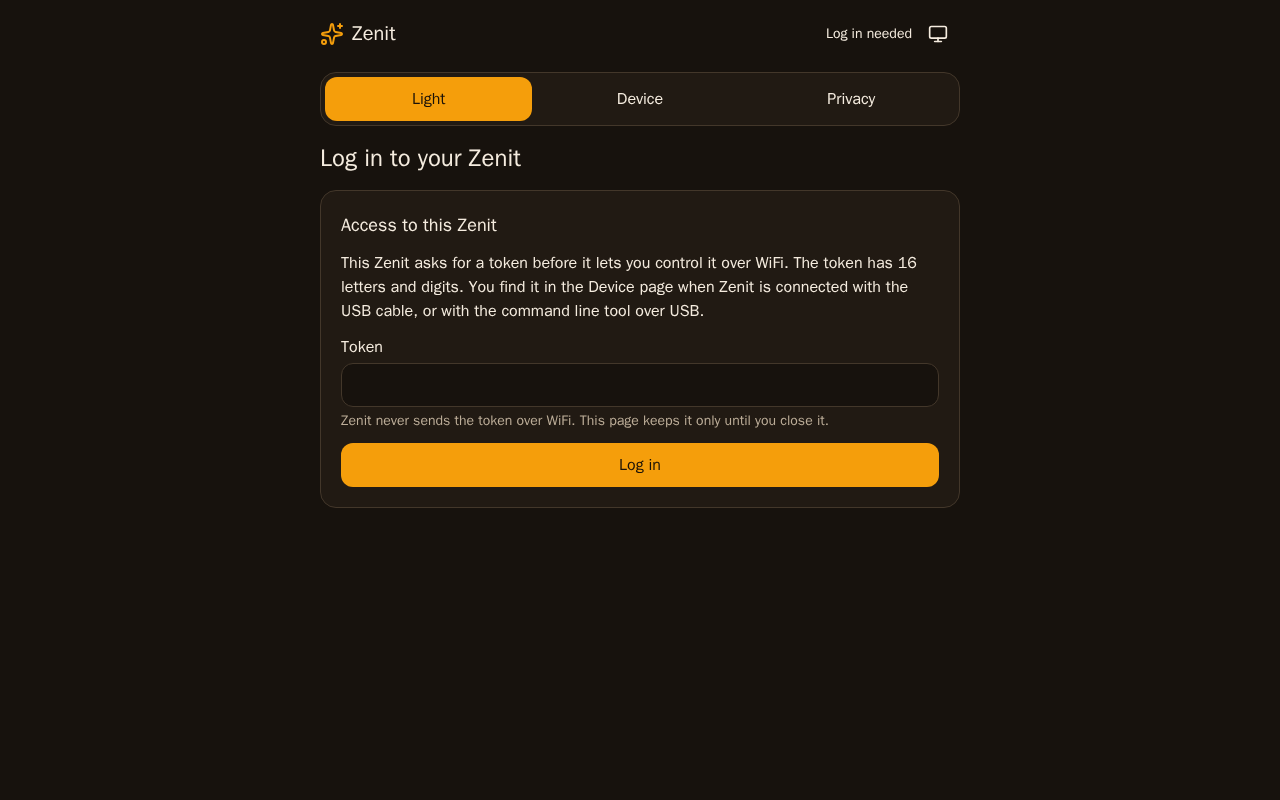 Zenit
Log in needed
Light
Device
Privacy
Log in to your Zenit
Access to this Zenit
This Zenit asks for a token before it lets you control it over WiFi. The token has 16
letters and digits. You find it in the Device page when Zenit is connected with the
USB cable, or with the command line tool over USB.
Token
Zenit never sends the token over WiFi. This page keeps it only until you close it.
Log in